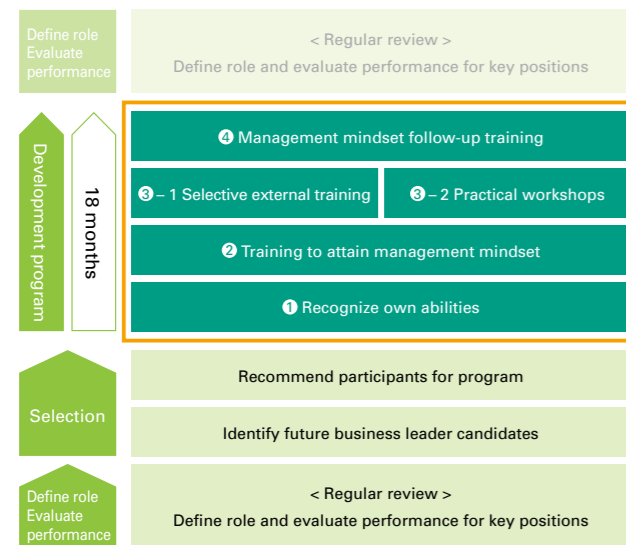 Define role
Evaluate
performance
< Regular review >
Define role and evaluate performance for key positions
Development program
18 months
❹ Management mindset follow-up training
❸ – 1 Selective external training
❸ – 2 Practical workshops
❷ Training to attain management mindset
❶ Recognize own abilities
Selection
Recommend participants for program
Identify future business leader candidates
Define role
Evaluate
performance
< Regular review >
Define role and evaluate performance for key positions